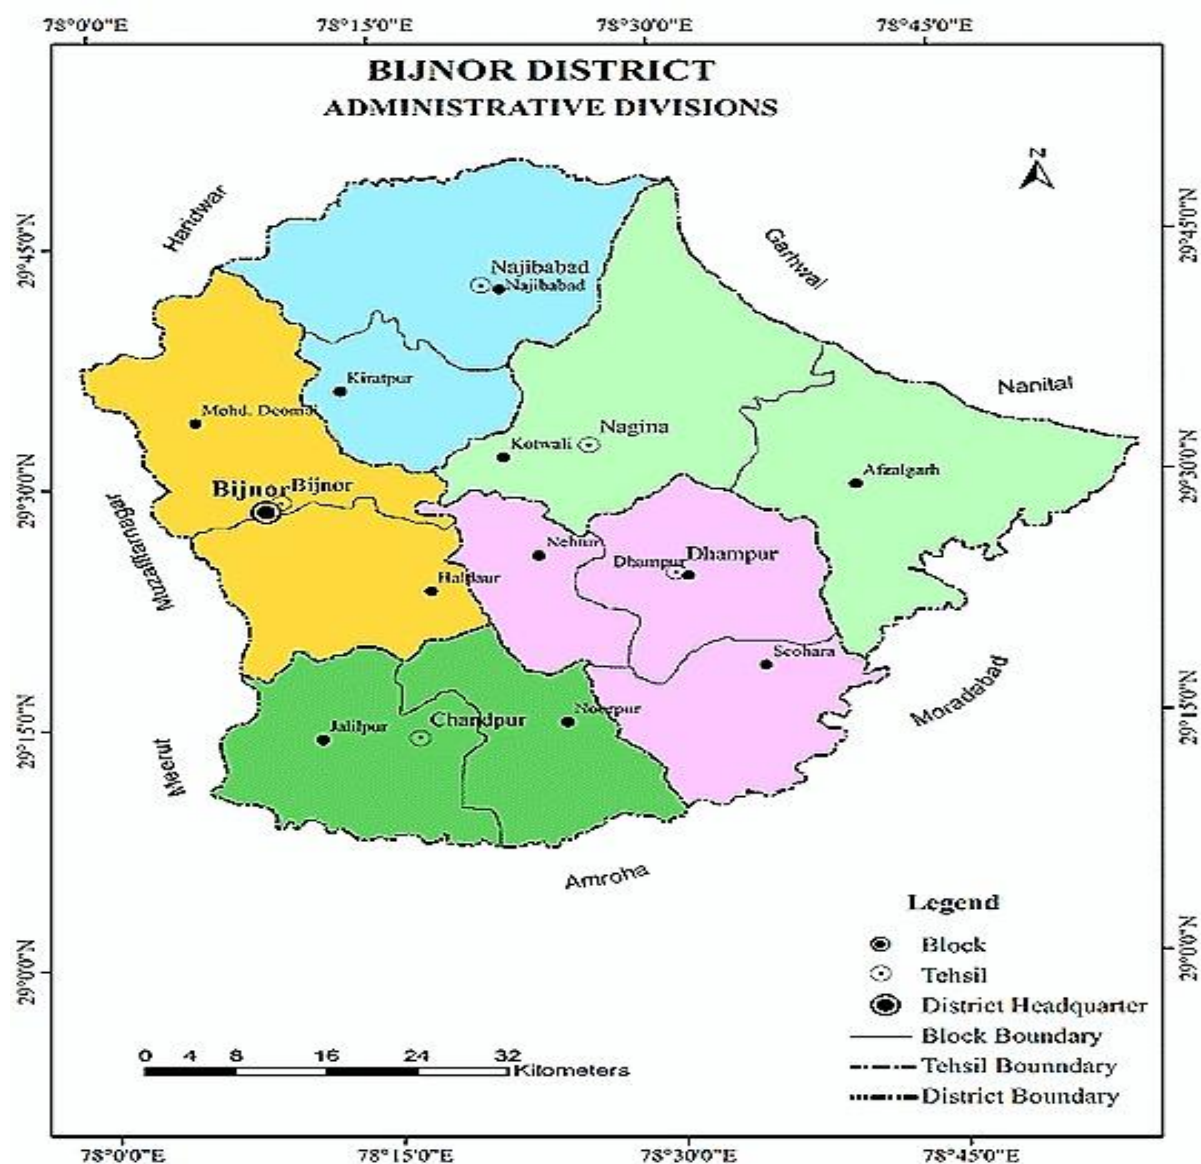 78°0'0"E 78°15'0"E 78°30'0"E 78°45'0"E
BIJNOR DISTRICT
ADMINISTRATIVE DIVISIONS
N
Haridwar
Garhwal
29°45'0"N
29°45'0"N
Najibabad
Najibabad
Kiratpur
Nanital
Mohd. Deomal
Nagina
Kotwali
Afzalgarh
29°30'0"N
29°30'0"N
Bijnor Bijnor
Muzaffarnagar
Nehtur
Dhampur Dhampur
Haldaur
Seohara
Moradabad
29°15'0"N
29°15'0"N
Noorpur
Chandpur
Jalilpur
Meerut
Amroha
Legend
Block
Tehsil
District Headquarter
Block Boundary
Tehsil Bounndary
District Boundary
29°0'0"N
29°0'0"N
0 4 8 16 24 32
Kilometers
78°0'0"E 78°15'0"E 78°30'0"E 78°45'0"E